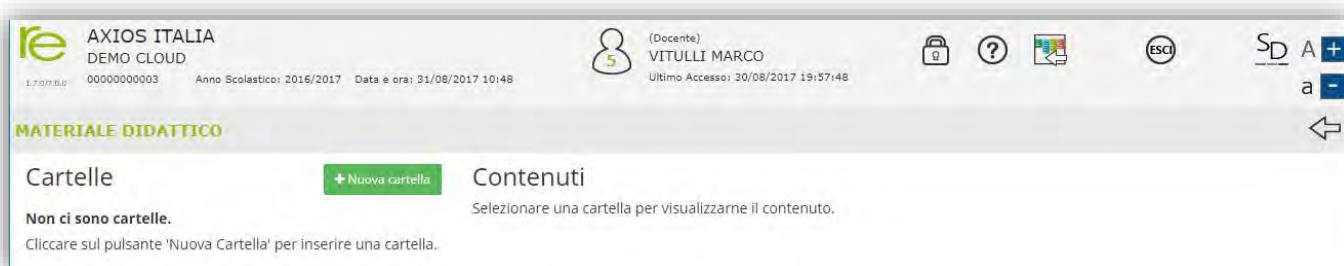 re
AXIOS ITALIA
DEMO CLOUD
00000000003 Anno Scolastico: 2016/2017 Data e ora: 31/08/2017 10:48
5
(Docente)
VITULLI MARCO
Ultimo Accesso: 30/08/2017 19:57:48
?
ESCI
SD
A +
a -
MATERIALE DIDATTICO
Cartelle
+ Nuova cartella
Non ci sono cartelle.
Cliccare sul pulsante 'Nuova Cartella' per inserire una cartella.
Contenuti
Selezionare una cartella per visualizzarne il contenuto.